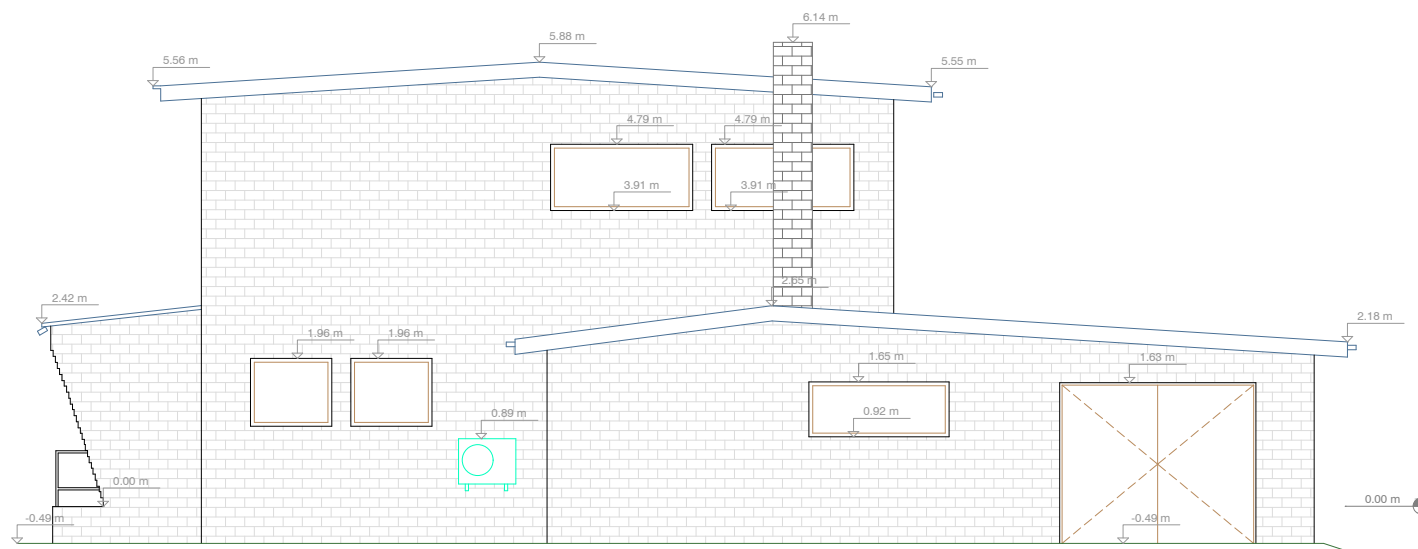 6.14 m
5.88 m
5.56 m
5.55 m
4.79 m
4.79 m
3.91 m
3.91 m
2.65 m
2.42 m
2.18 m
1.96 m
1.96 m
1.65 m
1.63 m
0.89 m
0.92 m
0.00 m
0.00 m
-0.49 m
-0.49 m